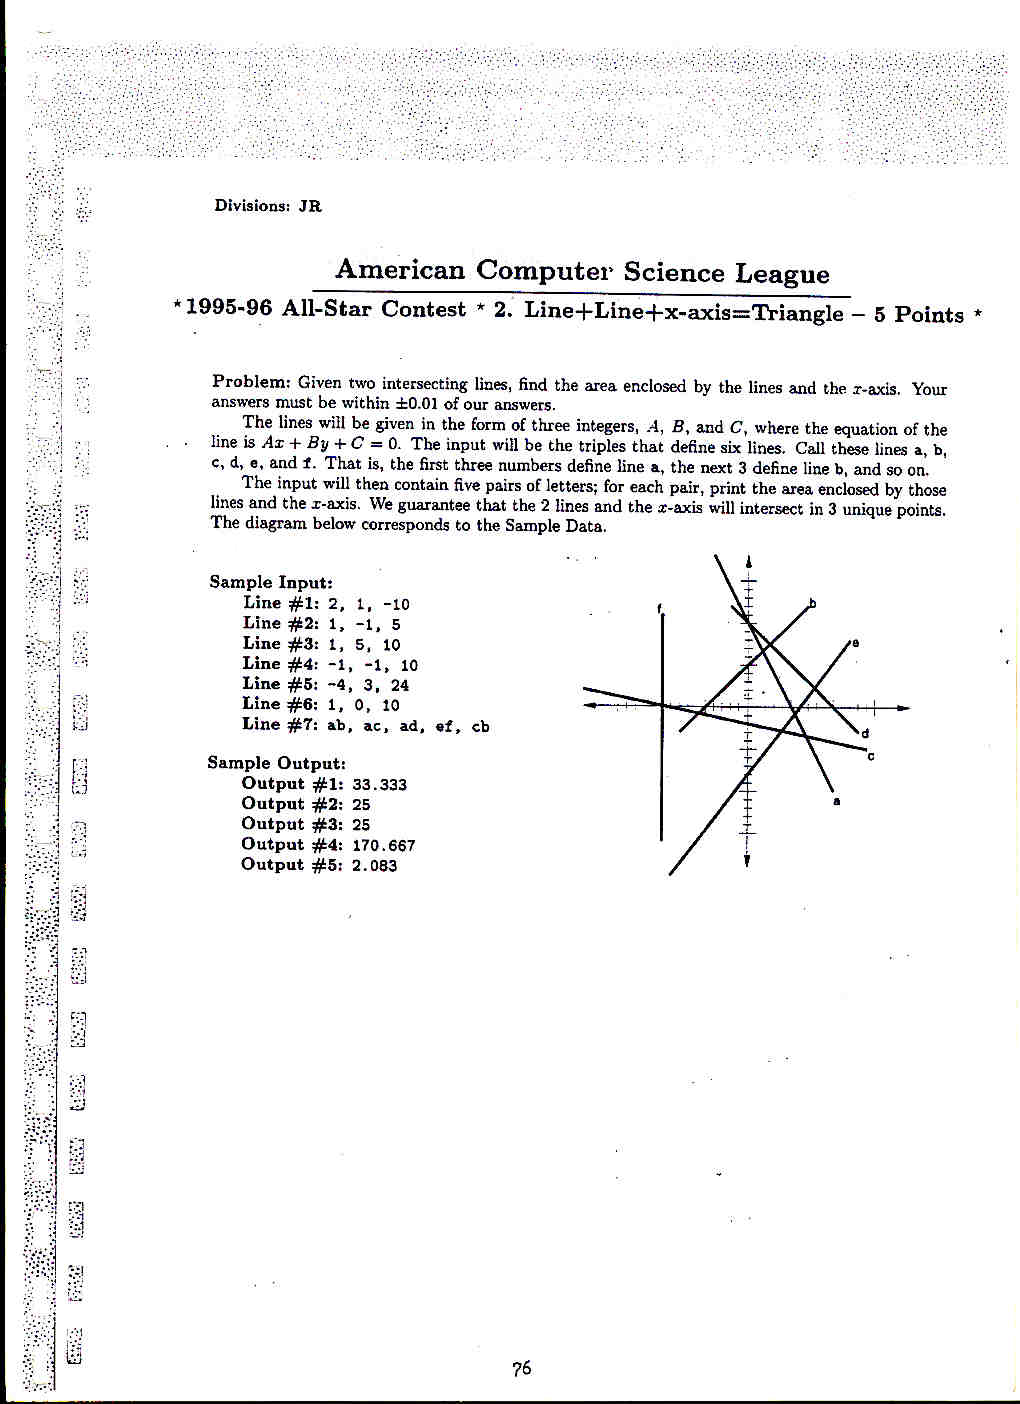 Divisions: JR
American Computer Science League
*1995-96 All-Star Contest * 2. Line+Line+x-axis=Triangle – 5 Points *
Problem: Given two intersecting lines, find the area enclosed by the lines and the x-axis. Your
answers must be within ±0.01 of our answers.
The lines will be given in the form of three integers, A, B, and C, where the equation of the
line is Ax + By + C = 0. The input will be the triples that define six lines. Call these lines a, b,
c, d, e, and f. That is, the first three numbers define line a, the next 3 define line b, and so on.
The input will then contain five pairs of letters; for each pair, print the area enclosed by those
lines and the x-axis. We guarantee that the 2 lines and the x-axis will intersect in 3 unique points.
The diagram below corresponds to the Sample Data.
Sample Input:
Line #1: 2, 1, -10
Line #2: 1, -1, 5
Line #3: 1, 5, 10
Line #4: -1, -1, 10
Line #5: -4, 3, 24
Line #6: 1, 0, 10
Line #7: ab, ac, ad, ef, cb
Sample Output:
Output #1: 33.333
Output #2: 25
Output #3: 25
Output #4: 170.667
Output #5: 2.083
f
b
e
d
c
a
76